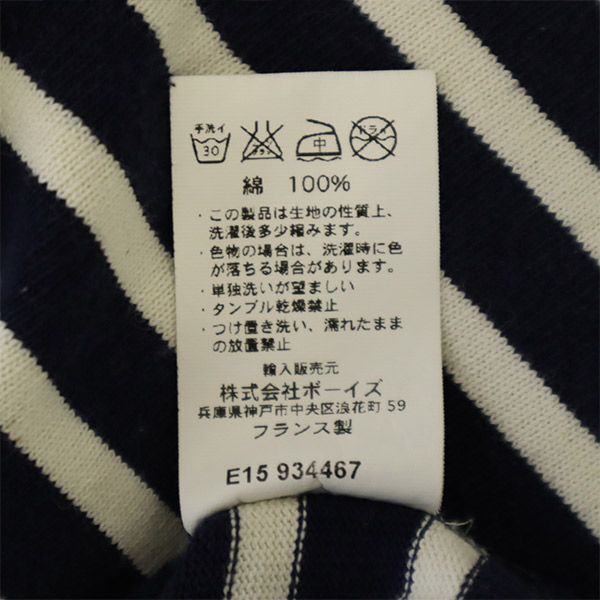 手洗イ
30
エンソ
サラシ
中
ドライ
綿 100%
・この製品は生地の性質上、
洗濯後多少縮みます。
・色物の場合は、洗濯時に色
が落ちる場合があります。
・単独洗いが望ましい
・タンブル乾燥禁止
・つけ置き洗い、濡れたまま
の放置禁止
輸入販売元
株式会社ボーイズ
兵庫県神戸市中央区浪花町 59
フランス製
E15 934467